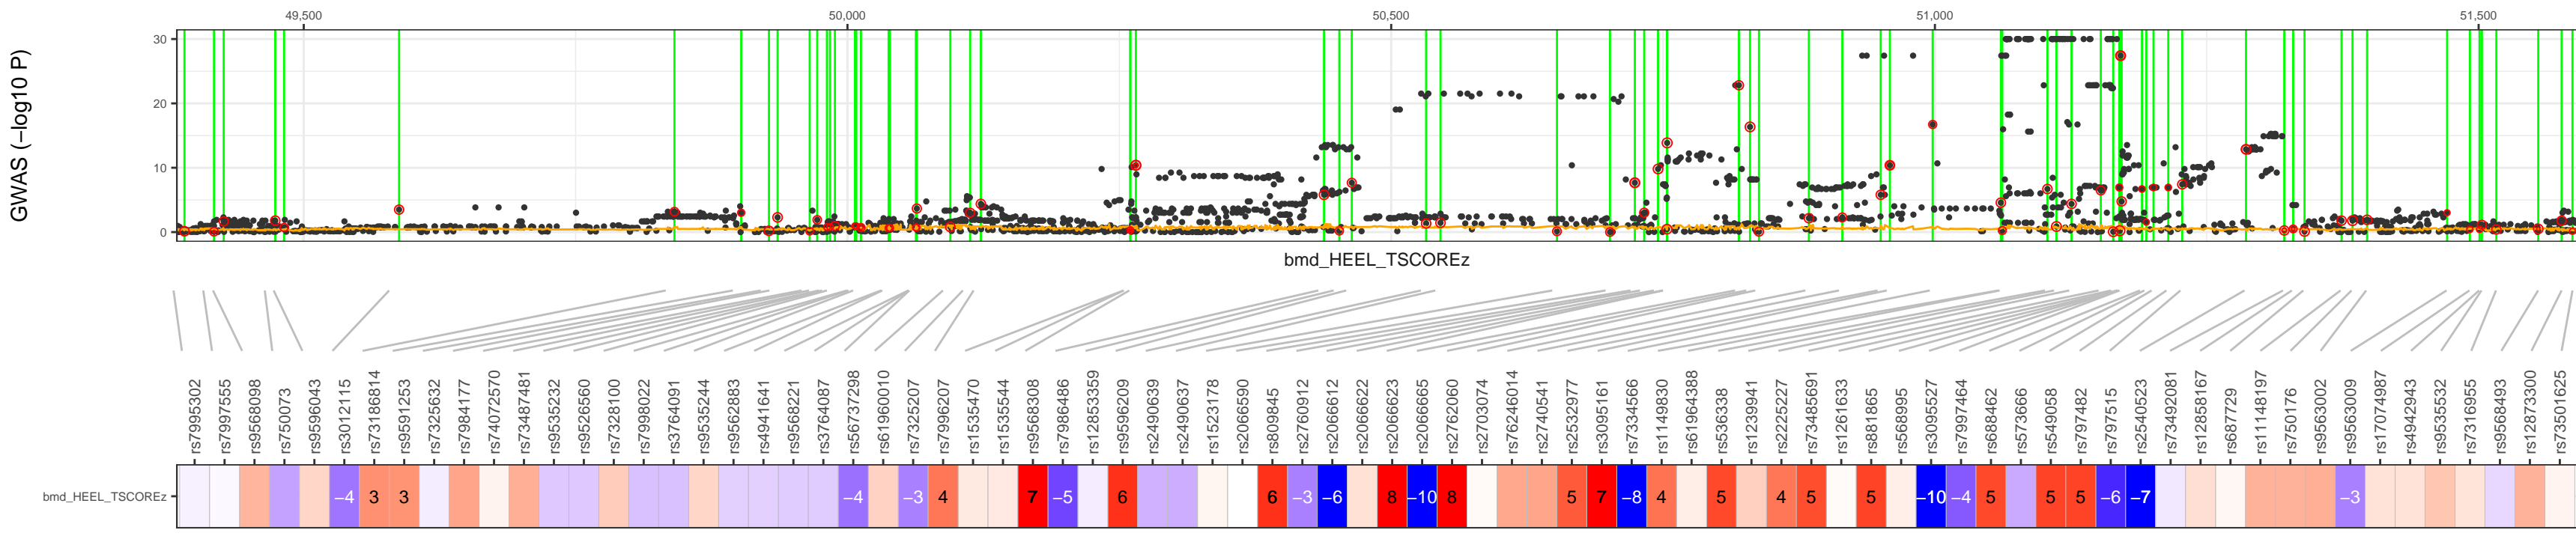 49,500 50,000 50,500 51,000 51,500
GWAS (−log10 P)
30
20
10
0
bmd_HEEL_TSCOREz
rs7995302
rs7997555
rs9568098
rs750073
rs9596043
rs3012115
rs73186814
rs9591253
rs7325632
rs7984177
rs74072570
rs73487481
rs9535232
rs9526560
rs7328100
rs7998022
rs3764091
rs9535244
rs9562883
rs4941641
rs9568221
rs3764087
rs56737298
rs61960010
rs7325207
rs7996207
rs1535470
rs1535544
rs9568308
rs7986486
rs12853359
rs9596209
rs2490639
rs2490637
rs1523178
rs2066590
rs809845
rs2760912
rs2066612
rs2066622
rs2066623
rs2066665
rs2762060
rs2703074
rs76246014
rs2740541
rs2532977
rs3095161
rs7334566
rs1149830
rs61964388
rs536338
rs1239941
rs2225227
rs73485691
rs1261633
rs881865
rs568995
rs3095527
rs7997464
rs688462
rs573666
rs549058
rs797482
rs797515
rs2540523
rs73492081
rs12858167
rs687729
rs11148197
rs750176
rs9563002
rs9563009
rs17074987
rs4942943
rs9535532
rs7316955
rs9568493
rs12873300
rs73501625
bmd_HEEL_TSCOREz −4 3 3 −4 −3 4 7 −5 6 6 −3 −6 8 −10 8 5 7 −8 4 5 4 5 5 −10 −4 5 5 5 −6 −7 −3